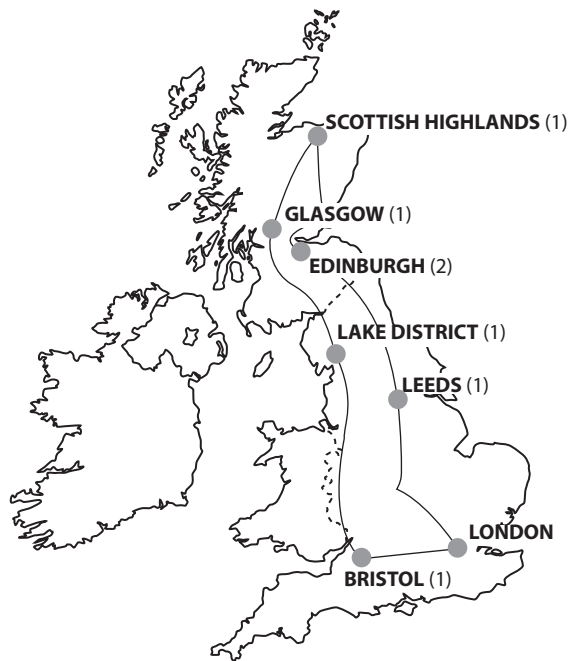 SCOTTISH HIGHLANDS (1)
GLASGOW (1)
EDINBURGH (2)
LAKE DISTRICT (1)
LEEDS (1)
LONDON
BRISTOL (1)